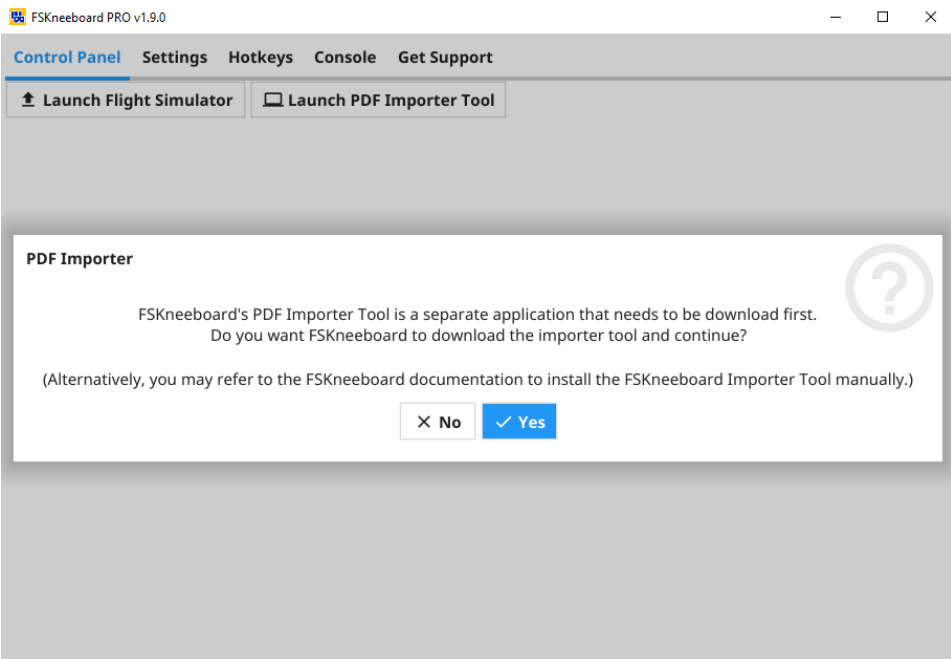 FSKneeboard PRO v1.9.0
Control Panel Settings Hotkeys Console Get Support
Launch Flight Simulator Launch PDF Importer Tool
PDF Importer
FSKneeboard's PDF Importer Tool is a separate application that needs to be download first.
Do you want FSKneeboard to download the importer tool and continue?
(Alternatively, you may refer to the FSKneeboard documentation to install the FSKneeboard Importer Tool manually.)
No Yes